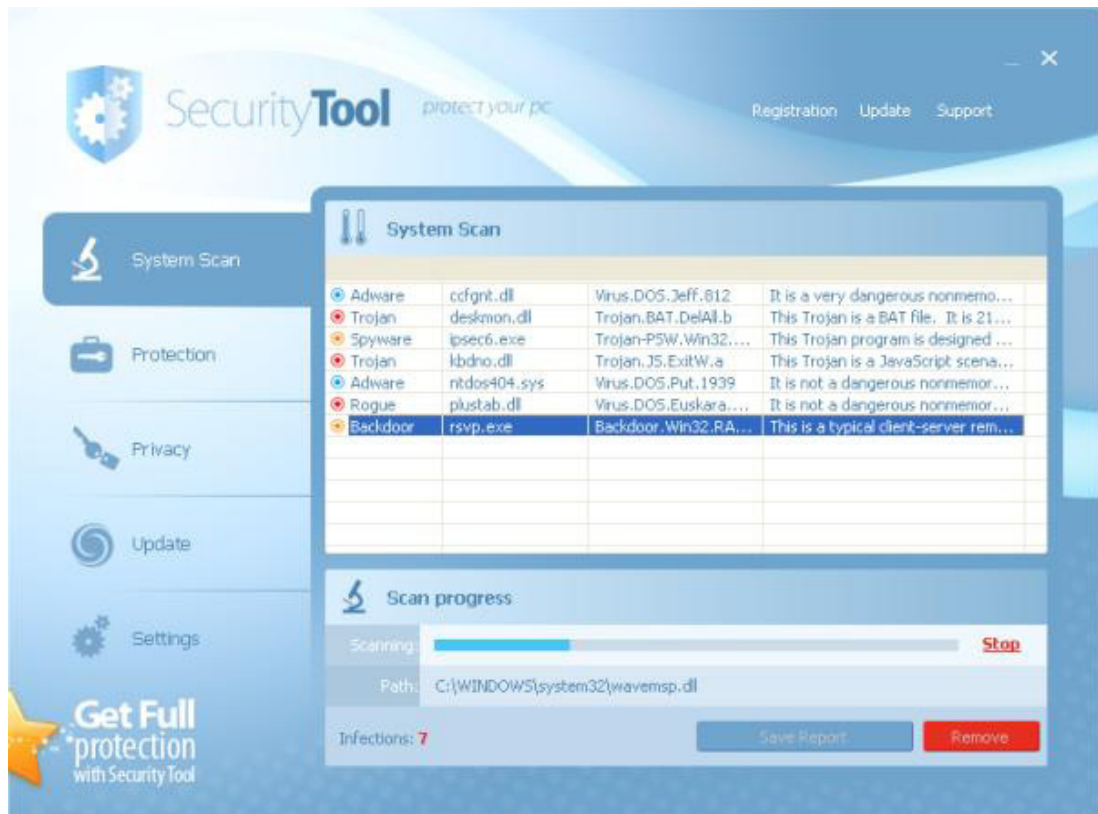 SecurityTool protect your pc
Registration Update Support
System Scan
System Scan
Adware ccfgnt.dll Virus.DOS.Jeff.812 It is a very dangerous nonmemo...
Trojan deskmon.dll Trojan.BAT.DelAll.b This Trojan is a BAT file. It is 21...
Spyware ipsec6.exe Trojan-PSW.Win32.... This Trojan program is designed ...
Trojan kbdno.dll Trojan.JS.ExitW.a This Trojan is a JavaScript scena...
Adware ntdos404.sys Virus.DOS.Put.1939 It is not a dangerous nonmemor...
Rogue plustab.dll Virus.DOS.Euskara.... It is not a dangerous nonmemor...
Backdoor rsvp.exe Backdoor.Win32.RA... This is a typical client-server rem...
Protection
Privacy
Update
Settings
Scan progress
Scanning: Stop
Path: C:\WINDOWS\system32\wavemsp.dll
Infections: 7 Save Report Remove
Get Full
protection
with Security Tool